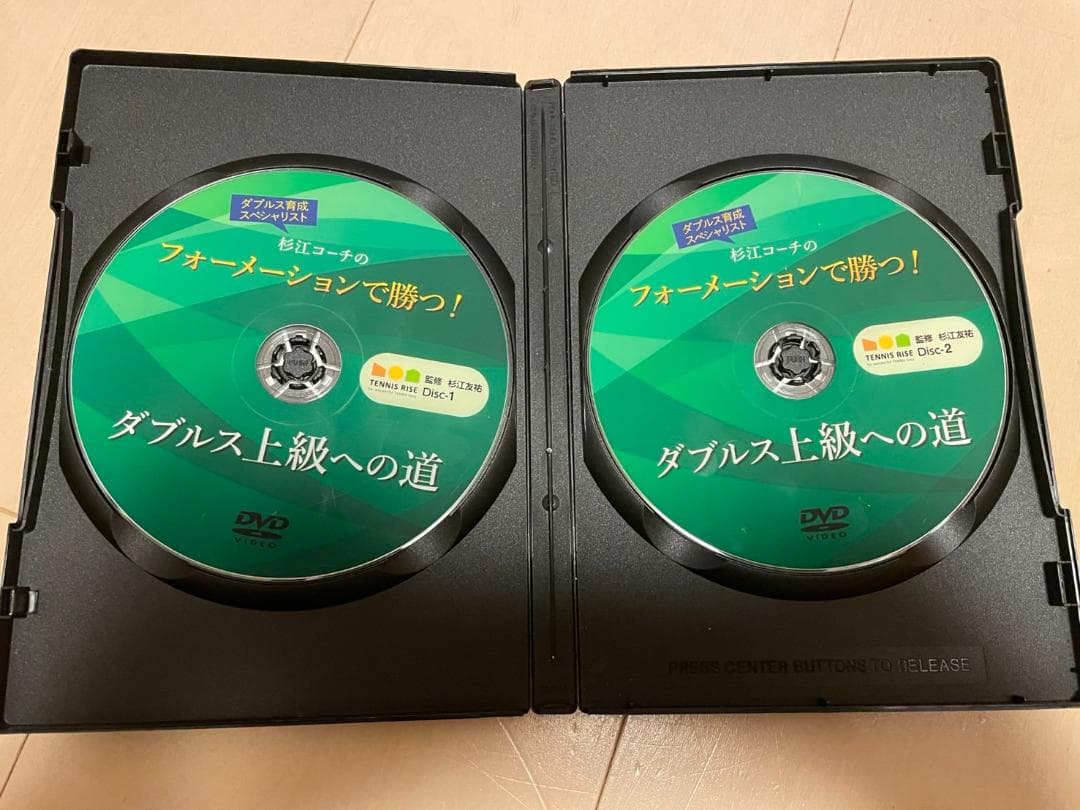 ダブルス育成
スペシャリスト
杉江コーチの
フォーメーションで勝つ!
TENNIS RISE
監修 杉江友祐
Disc-1
ダブルス上級への道
DVD
VIDEO
ダブルス育成
スペシャリスト
杉江コーチの
フォーメーションで勝つ!
TENNIS RISE
監修 杉江友祐
Disc-2
ダブルス上級への道
DVD
VIDEO
PRESS CENTER BUTTONS TO RELEASE